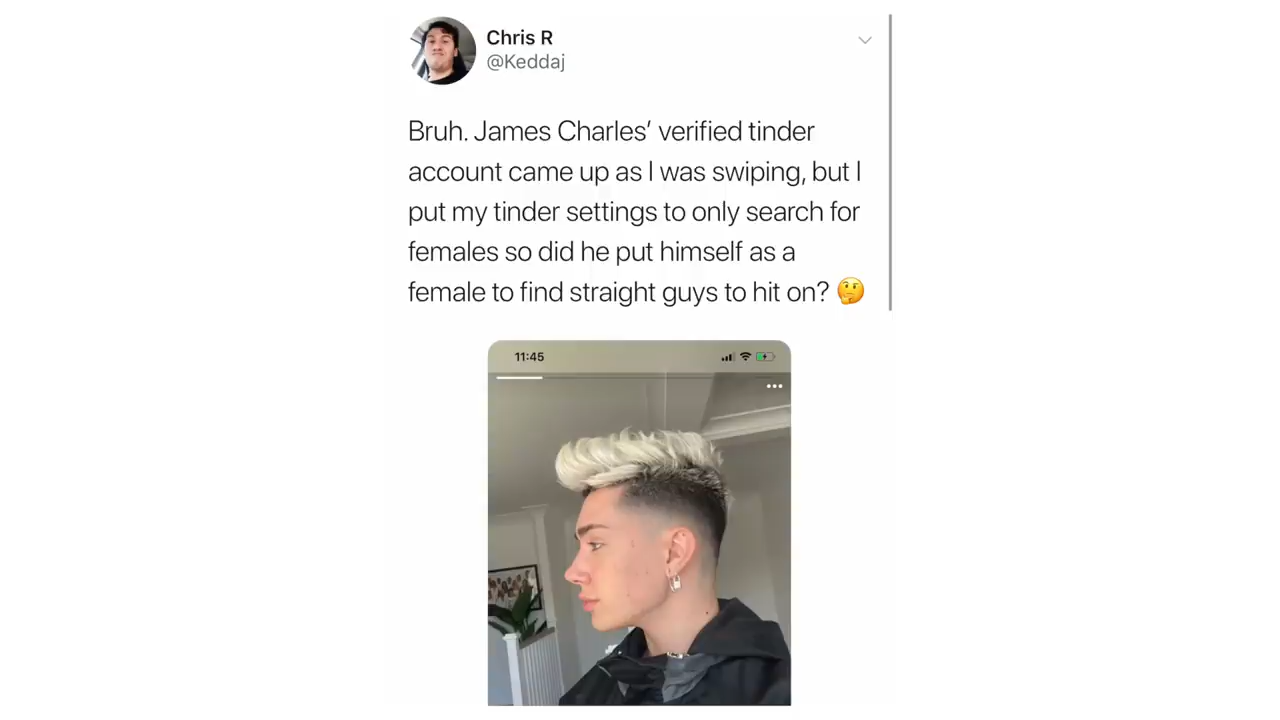 Chris R
@Keddaj
Bruh. James Charles’ verified tinder
account came up as I was swiping, but I
put my tinder settings to only search for
females so did he put himself as a
female to find straight guys to hit on? 🤔
11:45